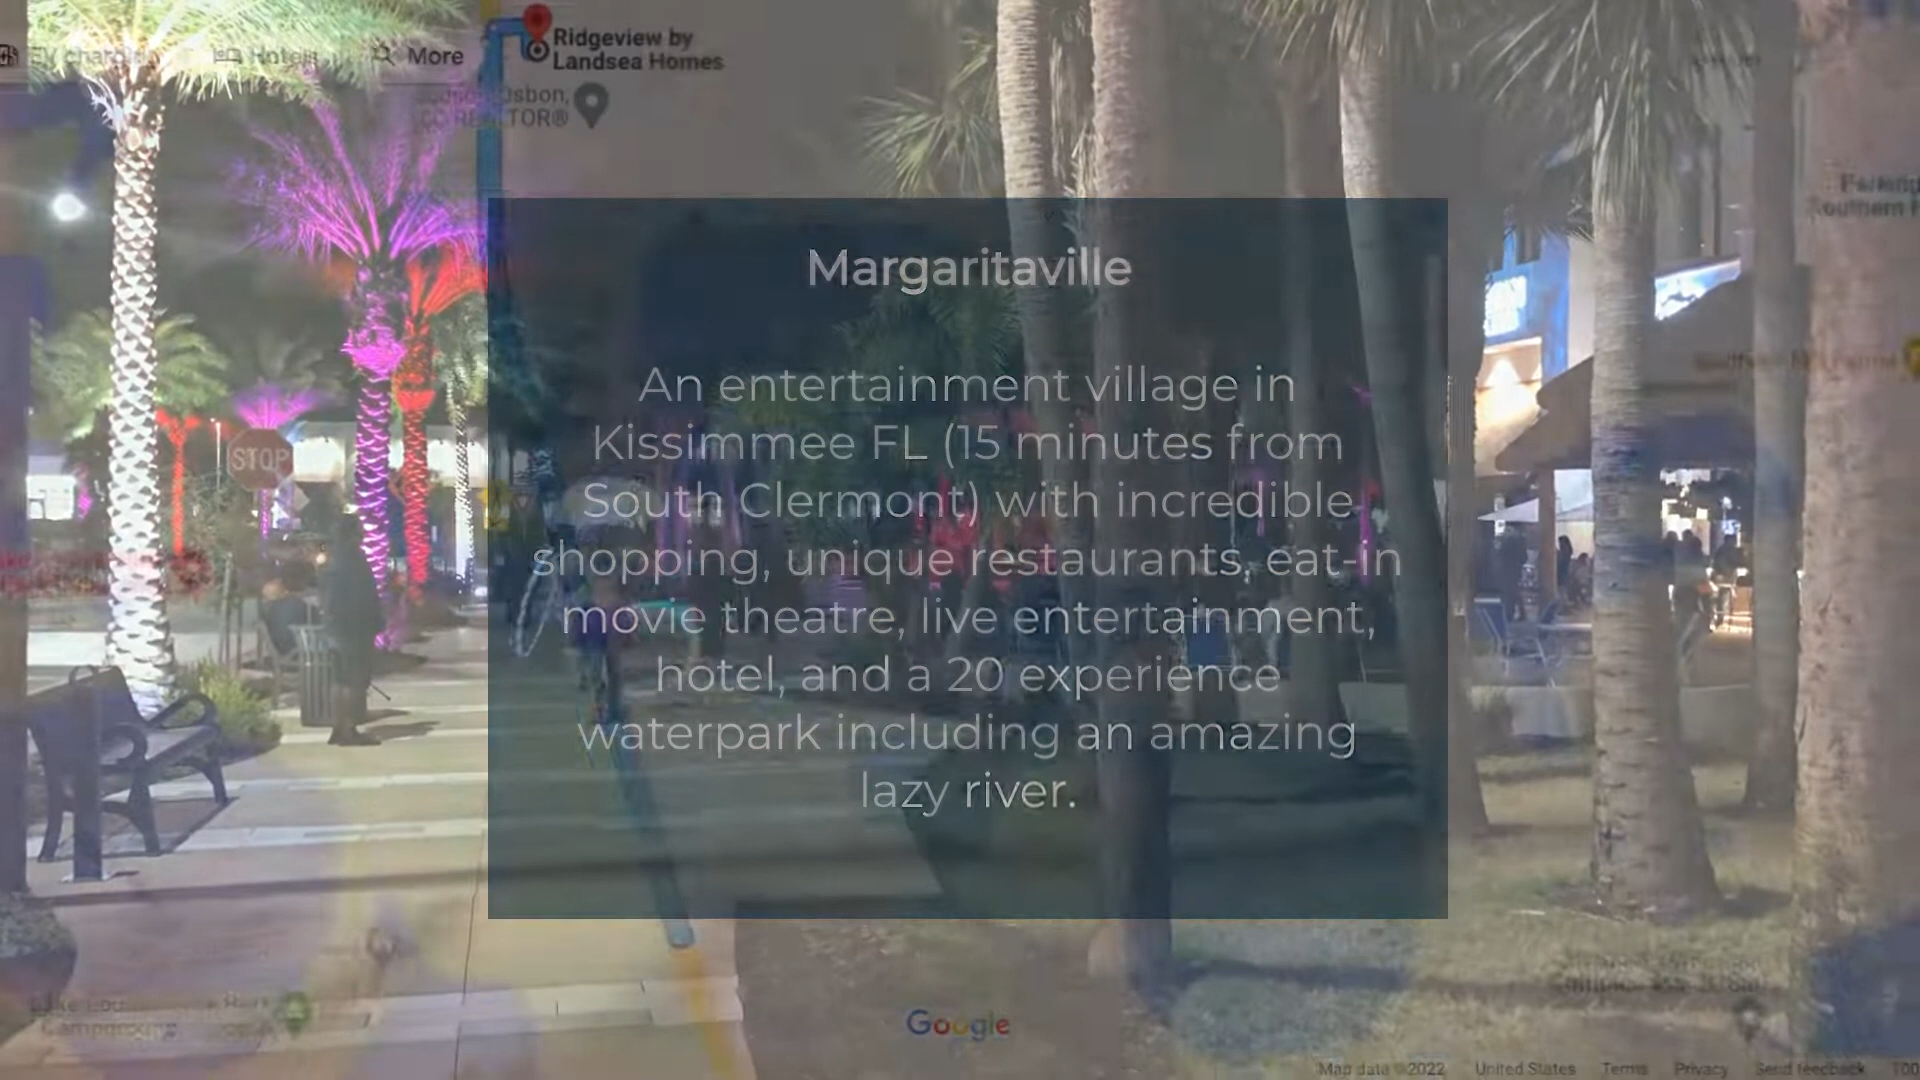 Ridgeview by
Landsea Homes
Hotels
More
STOP
Margaritaville
An entertainment village in
Kissimmee FL (15 minutes from
South Clermont) with incredible
shopping, unique restaurants, eat-in
movie theatre, live entertainment,
hotel, and a 20 experience
waterpark including an amazing
lazy river.
Google
Map data ©2022
United States
Terms
Privacy
Send feedback